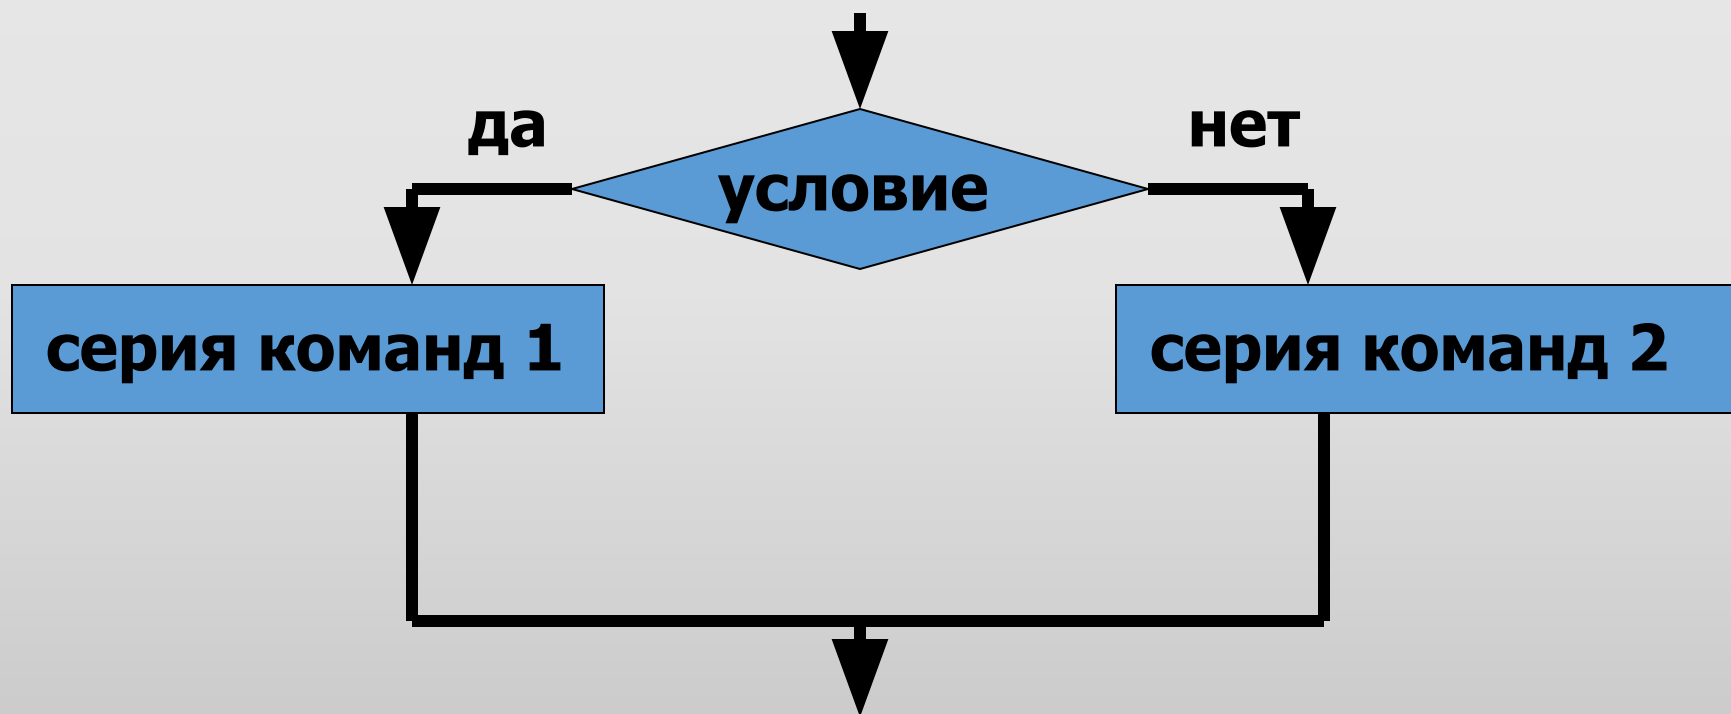 да
нет
условие
серия команд 1
серия команд 2